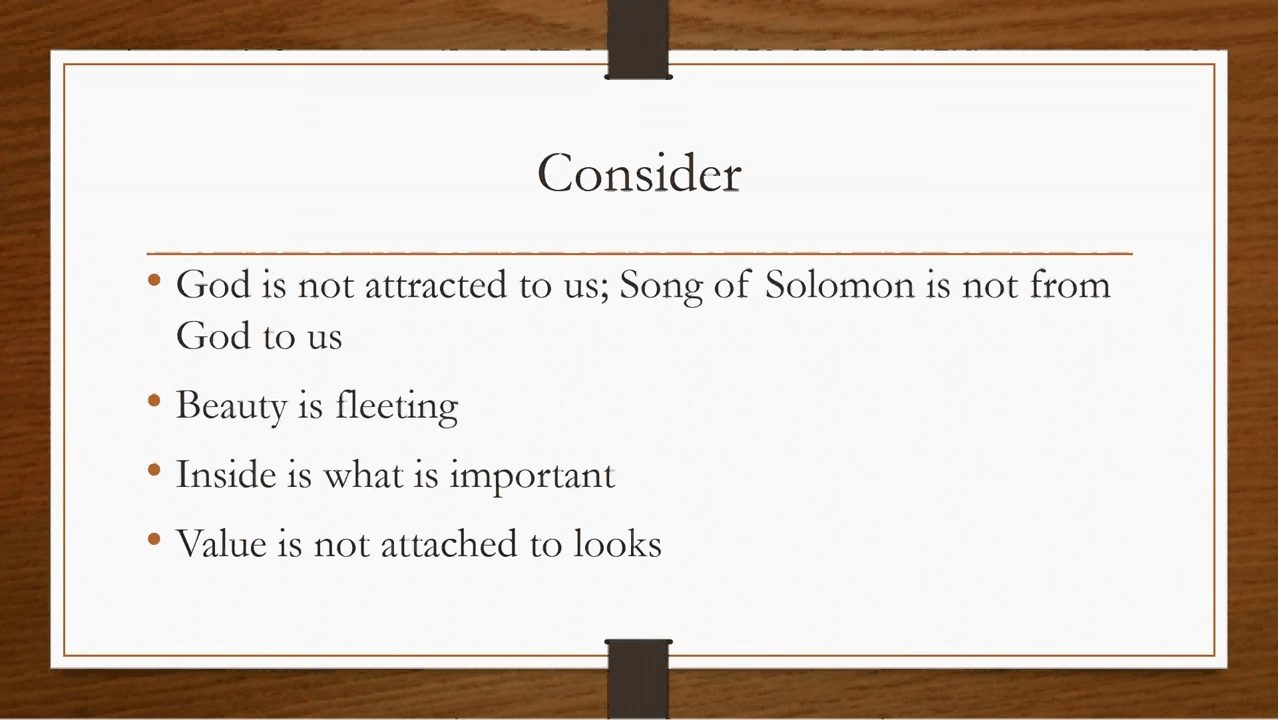 Consider
• God is not attracted to us; Song of Solomon is not from
God to us
• Beauty is fleeting
• Inside is what is important
• Value is not attached to looks